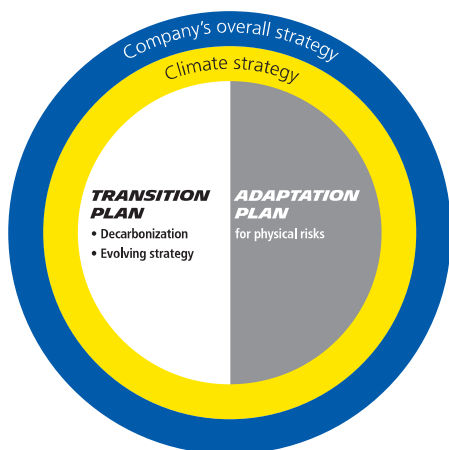 Company's overall strategy
Climate strategy
TRANSITION
PLAN
• Decarbonization
• Evolving strategy
ADAPTATION
PLAN
for physical risks